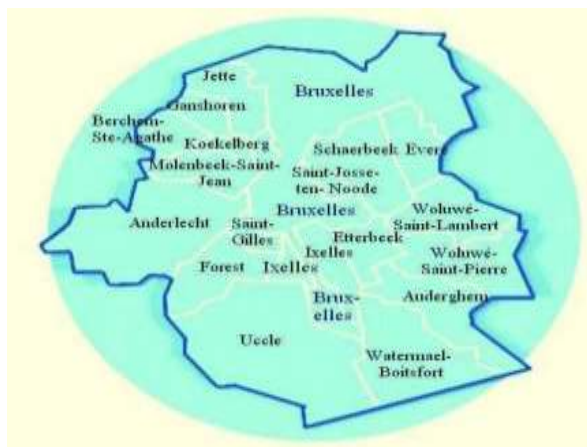 Jette
Bruxelles
Ganshoren
Berchem-
Ste-Agathe
Koekelberg
Schaerbeek Evere
Molenbeek-Saint-
Jean
Saint-Josse-
ten- Noode
Bruxelles
Anderlecht
Saint-
Gilles
Woluwé-
Saint-Lambert
Etterbeek
Ixelles
Woluwé-
Saint-Pierre
Forest
Ixelles
Brux-
elles
Auderghem
Uccle
Watermael-
Boitsfort